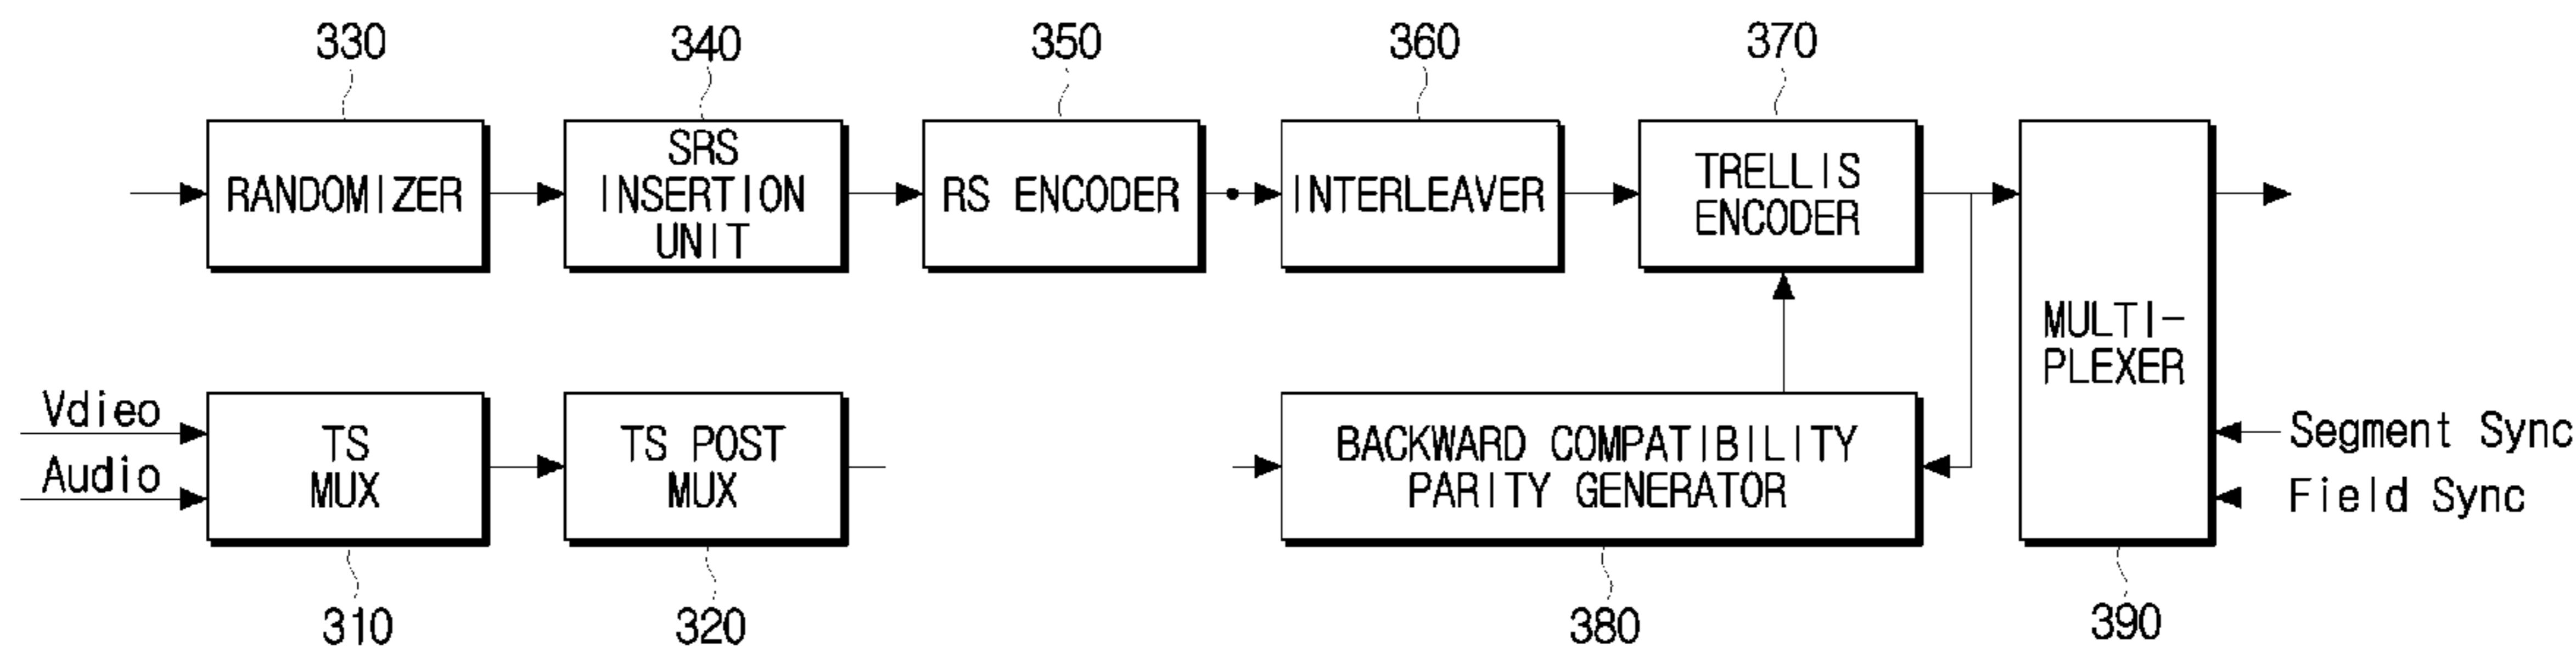 330
340
350
360
370
RANDOMIZER
SRS
INSERTION
UNIT
RS ENCODER
INTERLEAVER
TRELLIS
ENCODER
MULTI-
PLEXER
Vdieo
Audio
TS
MUX
TS POST
MUX
BACKWARD COMPATIBILITY
PARITY GENERATOR
Segment Sync
Field Sync
310
320
380
390